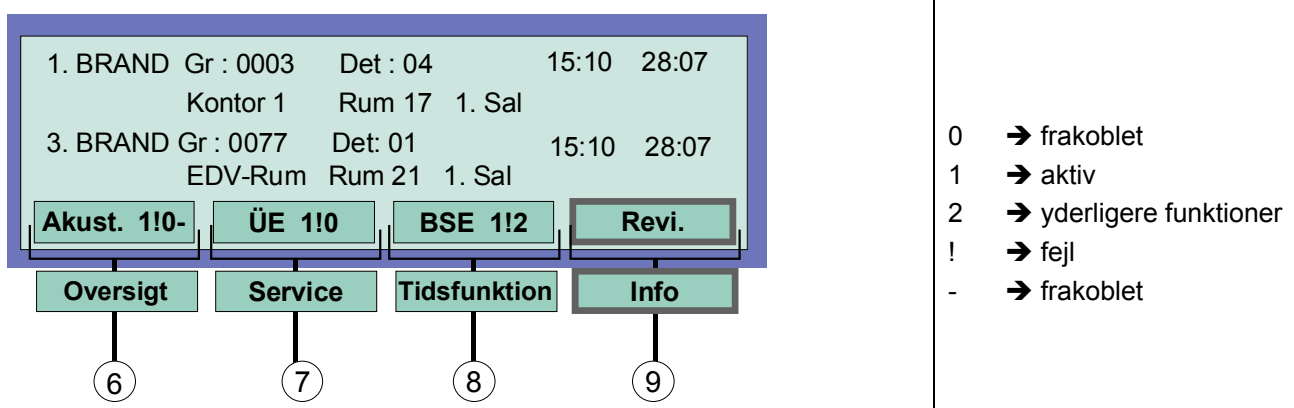 1. BRAND Gr : 0003 Det : 04 15:10 28:07
Kontor 1 Rum 17 1. Sal
3. BRAND Gr : 0077 Det: 01 15:10 28:07
EDV-Rum Rum 21 1. Sal
Akust. 1!0- ÜE 1!0 BSE 1!2 Revi.
Oversigt Service Tidsfunktion Info
6 7 8 9
0 ➔ frakoblet
1 ➔ aktiv
2 ➔ yderligere funktioner
! ➔ fejl
- ➔ frakoblet